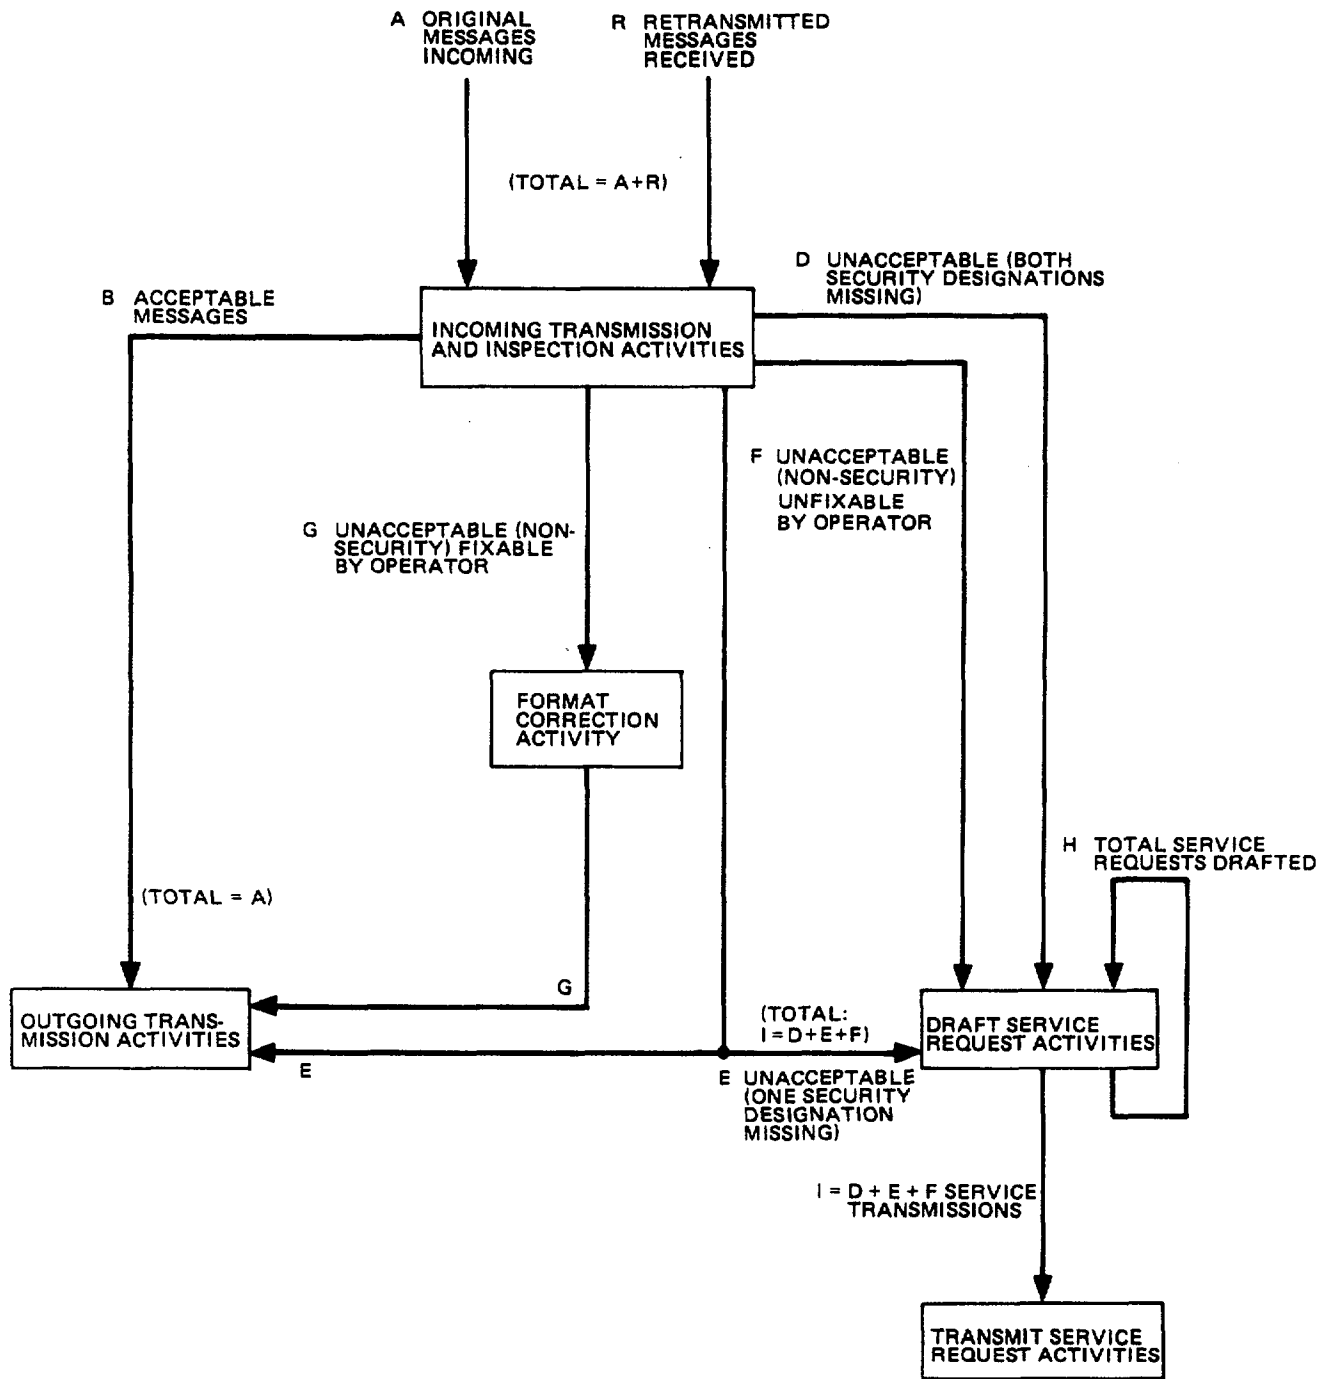 A ORIGINAL
MESSAGES
INCOMING
R RETRANSMITTED
MESSAGES
RECEIVED
(TOTAL = A+R)
D UNACCEPTABLE (BOTH
SECURITY DESIGNATIONS
MISSING)
B ACCEPTABLE
MESSAGES
INCOMING TRANSMISSION
AND INSPECTION ACTIVITIES
F UNACCEPTABLE
(NON-SECURITY)
UNFIXABLE
BY OPERATOR
G UNACCEPTABLE (NON-
SECURITY) FIXABLE
BY OPERATOR
FORMAT
CORRECTION
ACTIVITY
H TOTAL SERVICE
REQUESTS DRAFTED
(TOTAL = A)
G
OUTGOING TRANS-
MISSION ACTIVITIES
(TOTAL:
I = D+E+F)
DRAFT SERVICE
REQUEST ACTIVITIES
E
E UNACCEPTABLE
(ONE SECURITY
DESIGNATION
MISSING)
I = D + E + F SERVICE
TRANSMISSIONS
TRANSMIT SERVICE
REQUEST ACTIVITIES